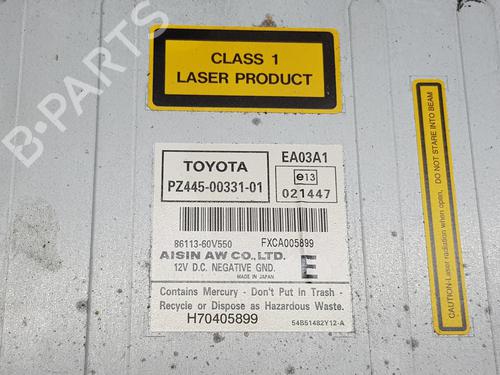 CLASS 1
LASER PRODUCT
B-PARTS
TOYOTA
PZ445-00331-01
EA03A1
e13
021447
86113-60V550 FXCA005899
AISIN AW CO., LTD.
12V D.C. NEGATIVE GND.
MADE IN JAPAN
E
Contains Mercury - Don't Put in Trash -
Recycle or Dispose as Hazardous Waste.
H70405899
54B51482Y12-A
CAUTION-Laser radiation when open,
DO NOT STARE INTO BEAM